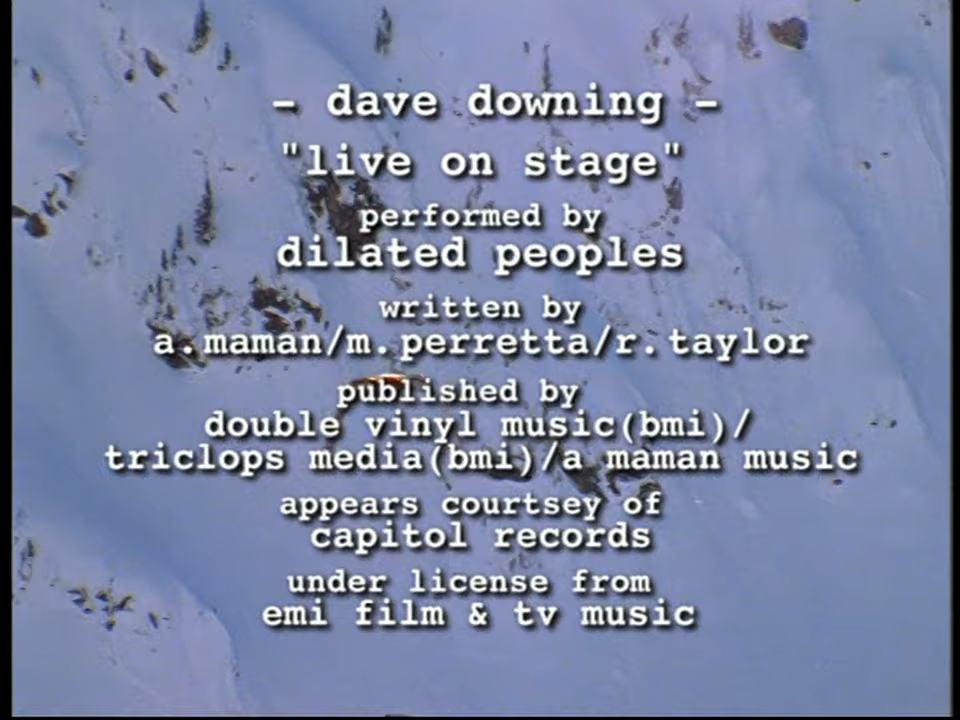 - dave downing -
"live on stage"
performed by
dilated peoples
written by
a.maman/m.perretta/r.taylor
published by
double vinyl music(bmi)/
triclops media(bmi)/a maman music
appears courtsey of
capitol records
under license from
emi film & tv music